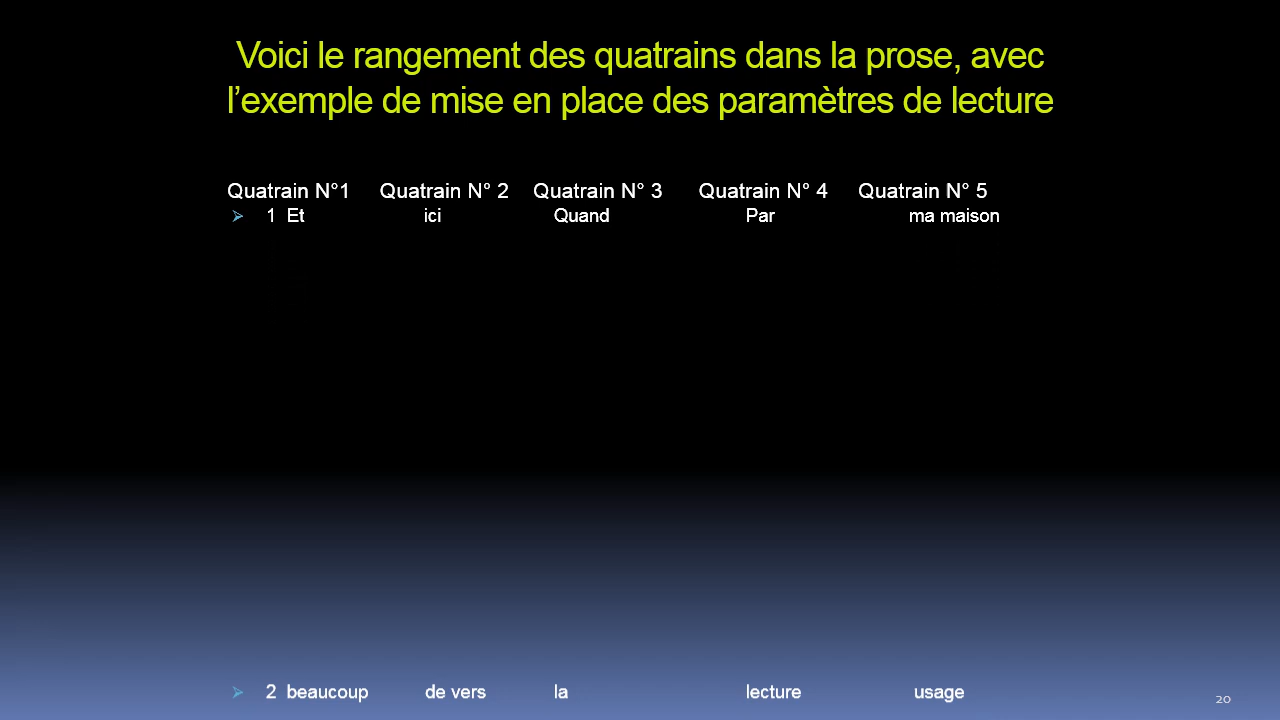 Voici le rangement des quatrains dans la prose, avec
l’exemple de mise en place des paramètres de lecture
Quatrain N°1 Quatrain N° 2 Quatrain N° 3 Quatrain N° 4 Quatrain N° 5
1 Et ici Quand Par ma maison
2 beaucoup de vers la lecture usage
20